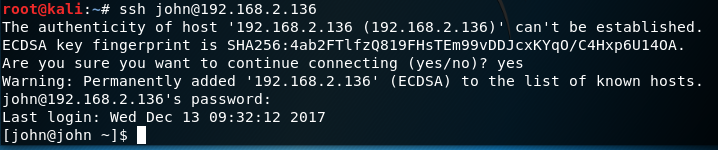 root@kali:~# ssh john@192.168.2.136
The authenticity of host '192.168.2.136 (192.168.2.136)' can't be established.
ECDSA key fingerprint is SHA256:4ab2FTlfzQ819FHsTEm99vDDJcxKYqO/C4Hxp6U14OA.
Are you sure you want to continue connecting (yes/no)? yes
Warning: Permanently added '192.168.2.136' (ECDSA) to the list of known hosts.
john@192.168.2.136's password:
Last login: Wed Dec 13 09:32:12 2017
[john@john ~]$